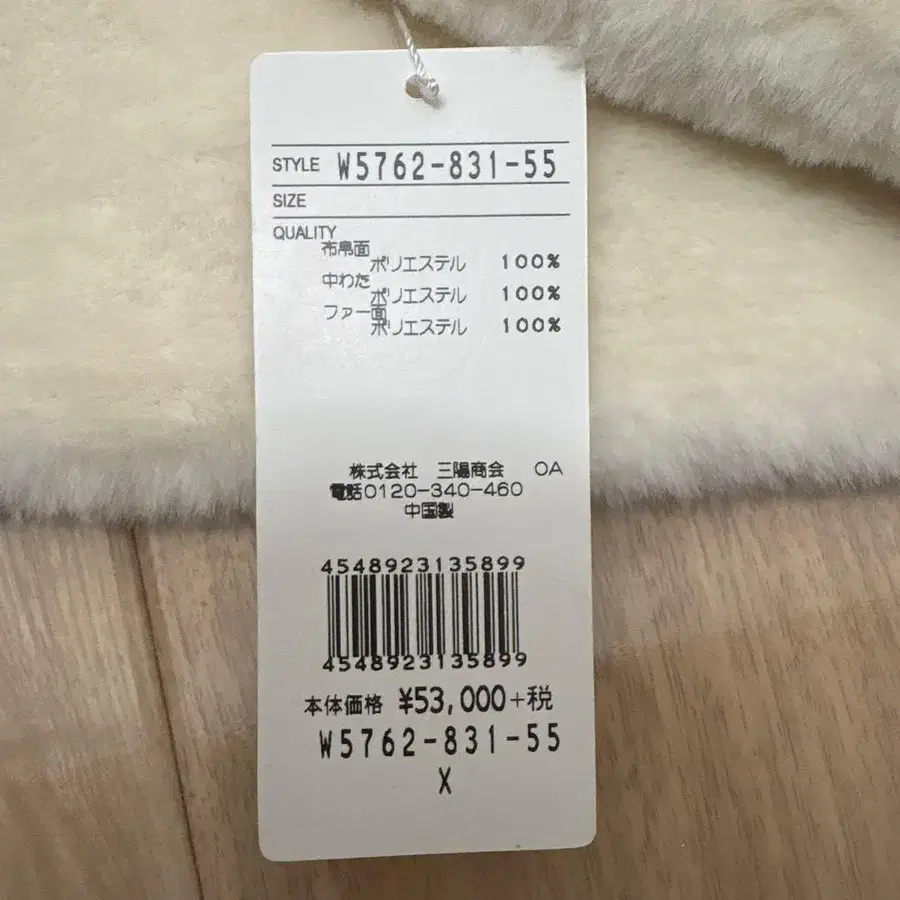 STYLE W5762-831-55
SIZE
QUALITY
布帛面
ポリエステル 100%
中わた
ポリエステル 100%
ファー面
ポリエステル 100%
株式会社 三陽商会 OA
電話0120-340-460
中国製
4548923135899
4548923135899
本体価格 ¥53,000+税
W5762-831-55
X